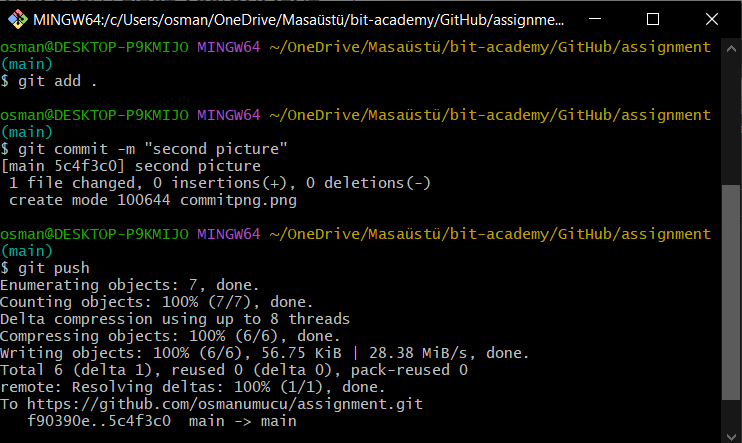 MINGW64:/c/Users/osman/OneDrive/Masaüstü/bit-academy/GitHub/assignme...
osman@DESKTOP-P9KMIJO MINGW64 ~/OneDrive/Masaüstü/bit-academy/GitHub/assignment
(main)
$ git add .
osman@DESKTOP-P9KMIJO MINGW64 ~/OneDrive/Masaüstü/bit-academy/GitHub/assignment
(main)
$ git commit -m "second picture"
[main 5c4f3c0] second picture
 1 file changed, 0 insertions(+), 0 deletions(-)
 create mode 100644 commitpng.png
osman@DESKTOP-P9KMIJO MINGW64 ~/OneDrive/Masaüstü/bit-academy/GitHub/assignment
(main)
$ git push
Enumerating objects: 7, done.
Counting objects: 100% (7/7), done.
Delta compression using up to 8 threads
Compressing objects: 100% (6/6), done.
Writing objects: 100% (6/6), 56.75 KiB | 28.38 MiB/s, done.
Total 6 (delta 1), reused 0 (delta 0), pack-reused 0
remote: Resolving deltas: 100% (1/1), done.
To https://github.com/osmanumucu/assignment.git
   f90390e..5c4f3c0  main -> main